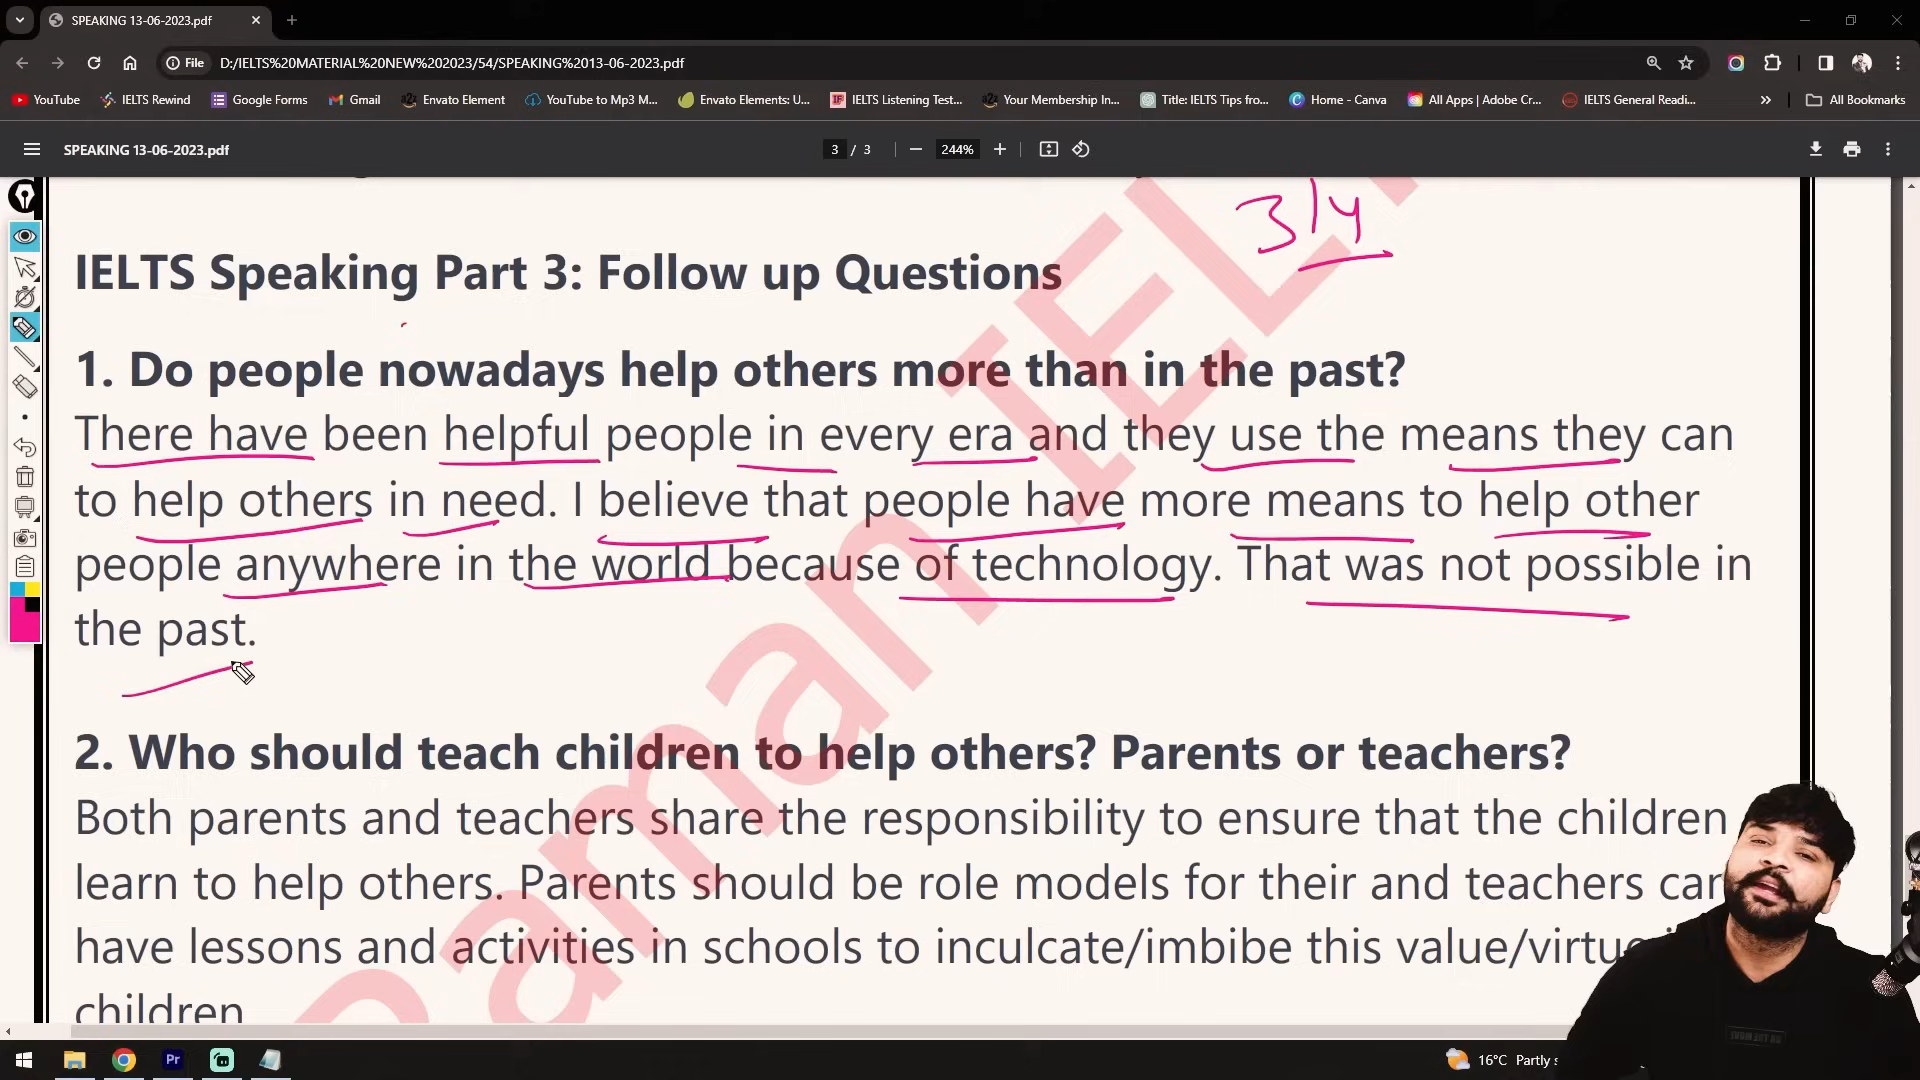 SPEAKING 13-06-2023.pdf
File D:/IELTS%20MATERIAL%20NEW%202023/54/SPEAKING%2013-06-2023.pdf
YouTube IELTS Rewind Google Forms Gmail Envato Element YouTube to Mp3 M... Envato Elements: U... IELTS Listening Test... Your Membership In... Title: IELTS Tips fro... Home - Canva All Apps | Adobe Cr... IELTS General Readi... All Bookmarks
SPEAKING 13-06-2023.pdf 3 / 3 244%
3/4
IELTS Speaking Part 3: Follow up Questions
1. Do people nowadays help others more than in the past?
There have been helpful people in every era and they use the means they can
to help others in need. I believe that people have more means to help other
people anywhere in the world because of technology. That was not possible in
the past.
2. Who should teach children to help others? Parents or teachers?
Both parents and teachers share the responsibility to ensure that the children
learn to help others. Parents should be role models for their and teachers can
have lessons and activities in schools to inculcate/imbibe this value/virtue
children
Raman IEL
16°C Partly s